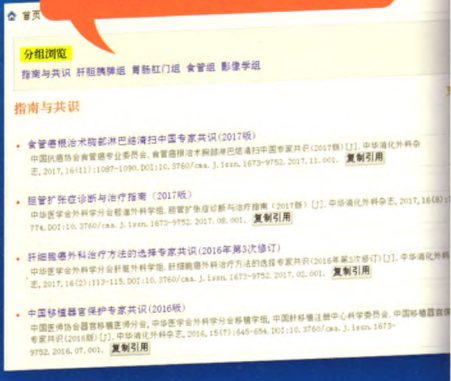 首页
分组浏览
指南与共识 肝胆胰脾组 胃肠肛门组 食管组 影像学组
指南与共识
食管癌根治术胸部淋巴结清扫中国专家共识(2017版)
中国抗癌协会食管癌专业委员会. 食管癌根治术胸部淋巴结清扫中国专家共识(2017版)[J]. 中华消化外科杂
志, 2017, 16(11):1087-1090. DOI:10.3760/cma.j.issn.1673-9752.2017.11.001. 复制引用
胆管扩张症诊断与治疗指南(2017版)
中华医学会外科学分会胆道外科学组. 胆管扩张症诊断与治疗指南(2017版)[J]. 中华消化外科杂志, 2017, 16(8):
774. DOI:10.3760/cma.j.issn.1673-9752.2017.08.001. 复制引用
肝细胞癌外科治疗方法的选择专家共识(2016年第3次修订)
中华医学会外科学分会肝脏外科学组. 肝细胞癌外科治疗方法的选择专家共识(2016年第3次修订)[J]. 中华消化外科
志, 2017, 16(2):113-115. DOI:10.3760/cma.j.issn.1673-9752.2017.02.001. 复制引用
中国移植器官保护专家共识(2016版)
中国医师协会器官移植医师分会, 中华医学会外科学分会移植学组, 中国肝移植注册中心科学委员会. 中国移植器官保
专家共识(2016版)[J]. 中华消化外科杂志, 2016, 15(7):645-654. DOI:10.3760/cma.j.issn.1673-
9752.2016.07.001. 复制引用